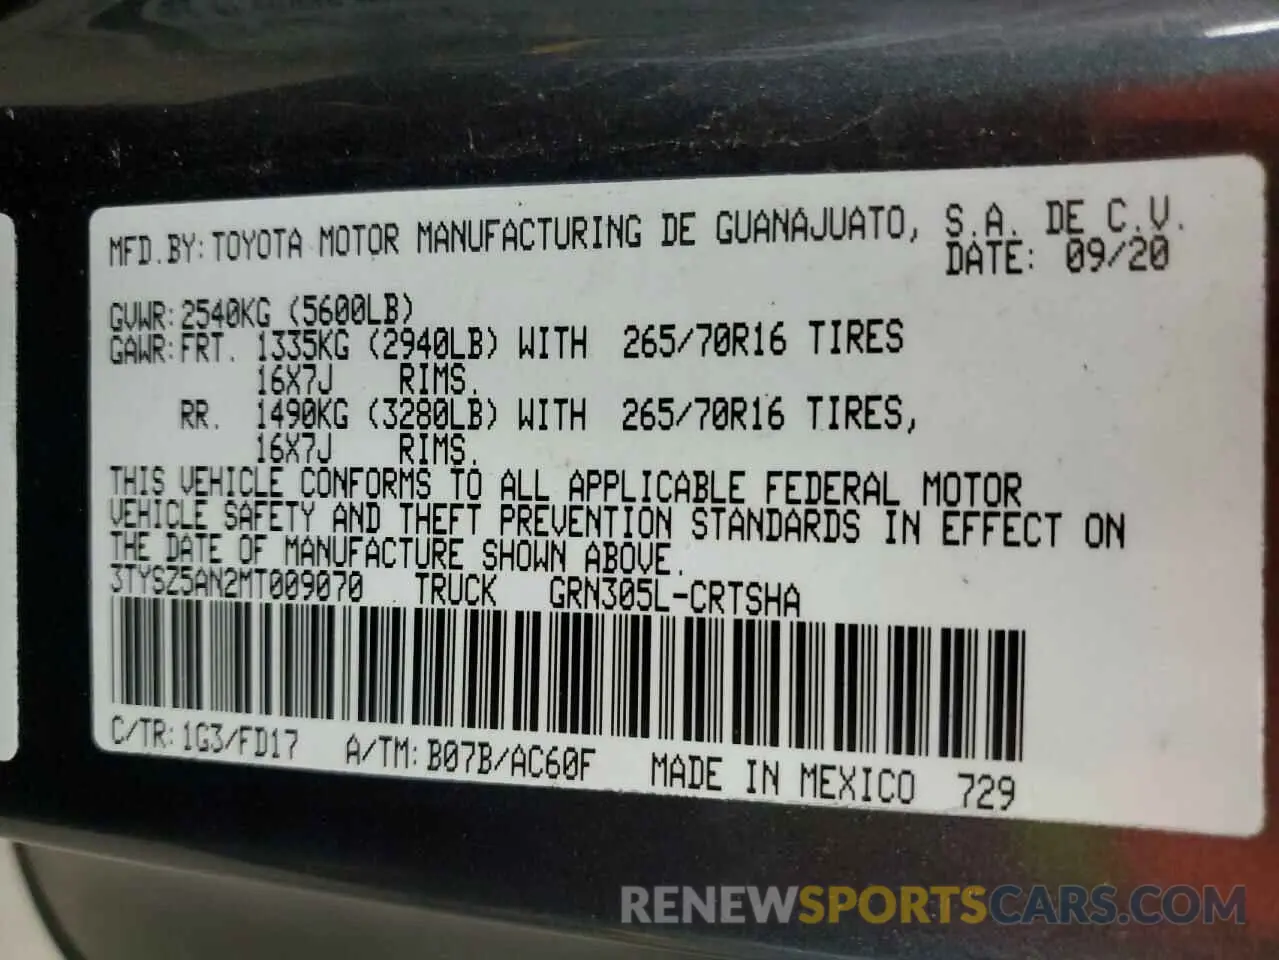 MFD.BY:TOYOTA MOTOR MANUFACTURING DE GUANAJUATO, S.A. DE C.V.
DATE: 09/20
GVWR:2540KG (5600LB)
GAWR:FRT. 1335KG (2940LB) WITH 265/70R16 TIRES
16X7J RIMS.
RR. 1490KG (3280LB) WITH 265/70R16 TIRES,
16X7J RIMS.
THIS VEHICLE CONFORMS TO ALL APPLICABLE FEDERAL MOTOR
VEHICLE SAFETY AND THEFT PREVENTION STANDARDS IN EFFECT ON
THE DATE OF MANUFACTURE SHOWN ABOVE.
3TYSZ5AN2MT009070 TRUCK GRN305L-CRTSHA
C/TR:1G3/FD17 A/TM:B07B/AC60F MADE IN MEXICO 729
RENEWSPORTSCARS.COM